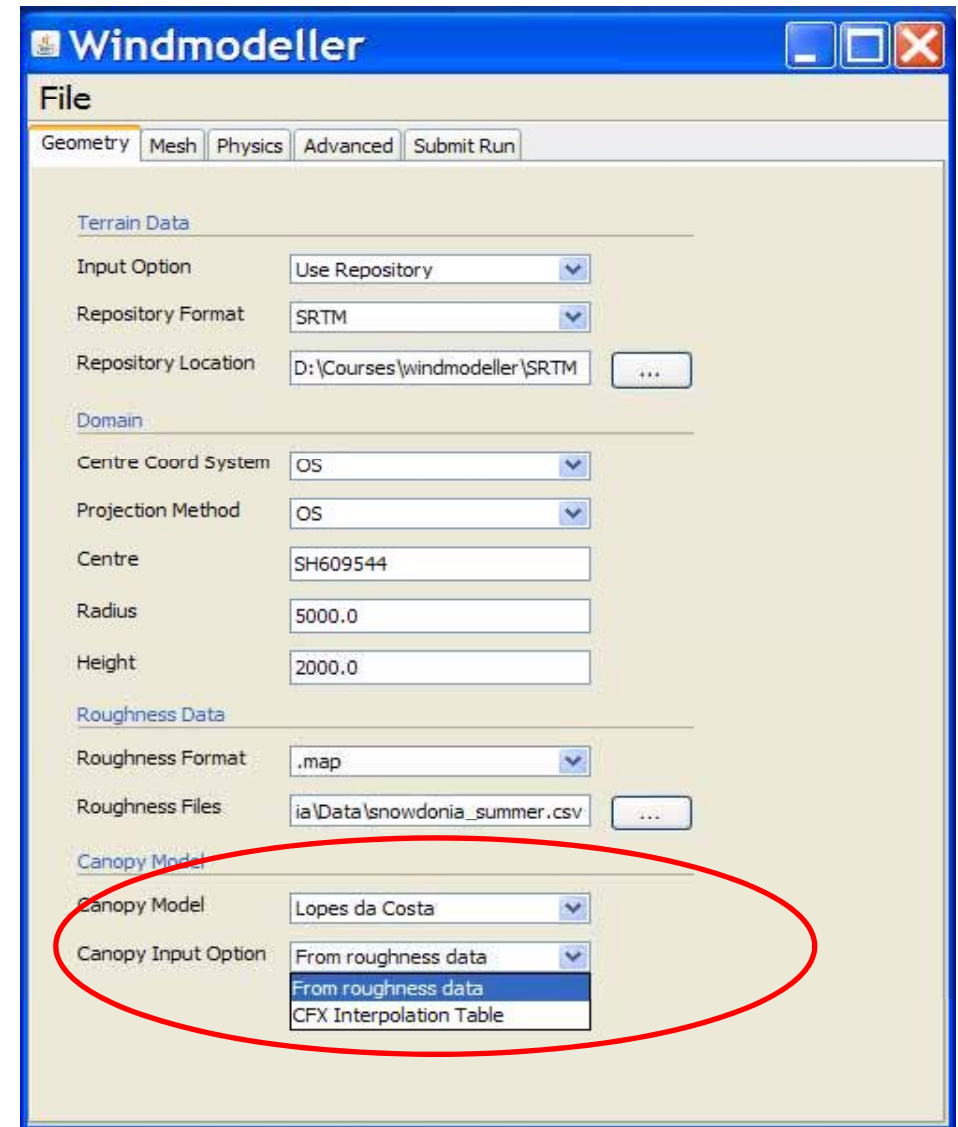 Windmodeller
File
Geometry Mesh Physics Advanced Submit Run
Terrain Data
Input Option Use Repository
Repository Format SRTM
Repository Location D:\Courses\windmodeller\SRTM ...
Domain
Centre Coord System OS
Projection Method OS
Centre SH609544
Radius 5000.0
Height 2000.0
Roughness Data
Roughness Format .map
Roughness Files ia\Data\snowdonia_summer.csv ...
Canopy Model
Canopy Model Lopes da Costa
Canopy Input Option From roughness data
From roughness data
CFX Interpolation Table